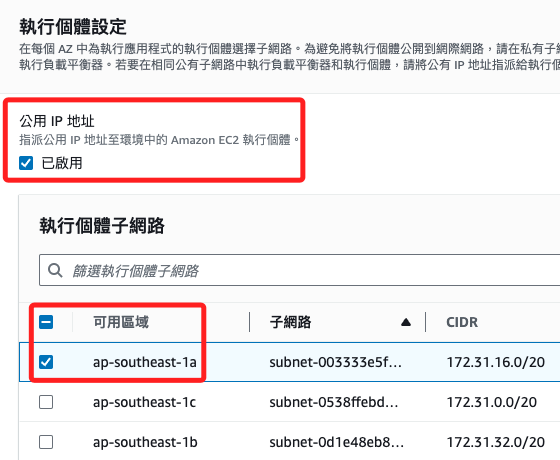 執行個體設定
在每個 AZ 中為執行應用程式的執行個體選擇子網路。為避免將執行個體公開到網際網路，請在私有子
執行負載平衡器。若要在相同公有子網路中執行負載平衡器和執行個體，請將公有 IP 地址指派給執行
公用 IP 地址
指派公用 IP 地址至環境中的 Amazon EC2 執行個體。
已啟用
執行個體子網路
篩選執行個體子網路
可用區域 子網路 CIDR
ap-southeast-1a subnet-003333e5f... 172.31.16.0/20
ap-southeast-1c subnet-0538ffebd... 172.31.0.0/20
ap-southeast-1b subnet-0d1e48eb8... 172.31.32.0/20